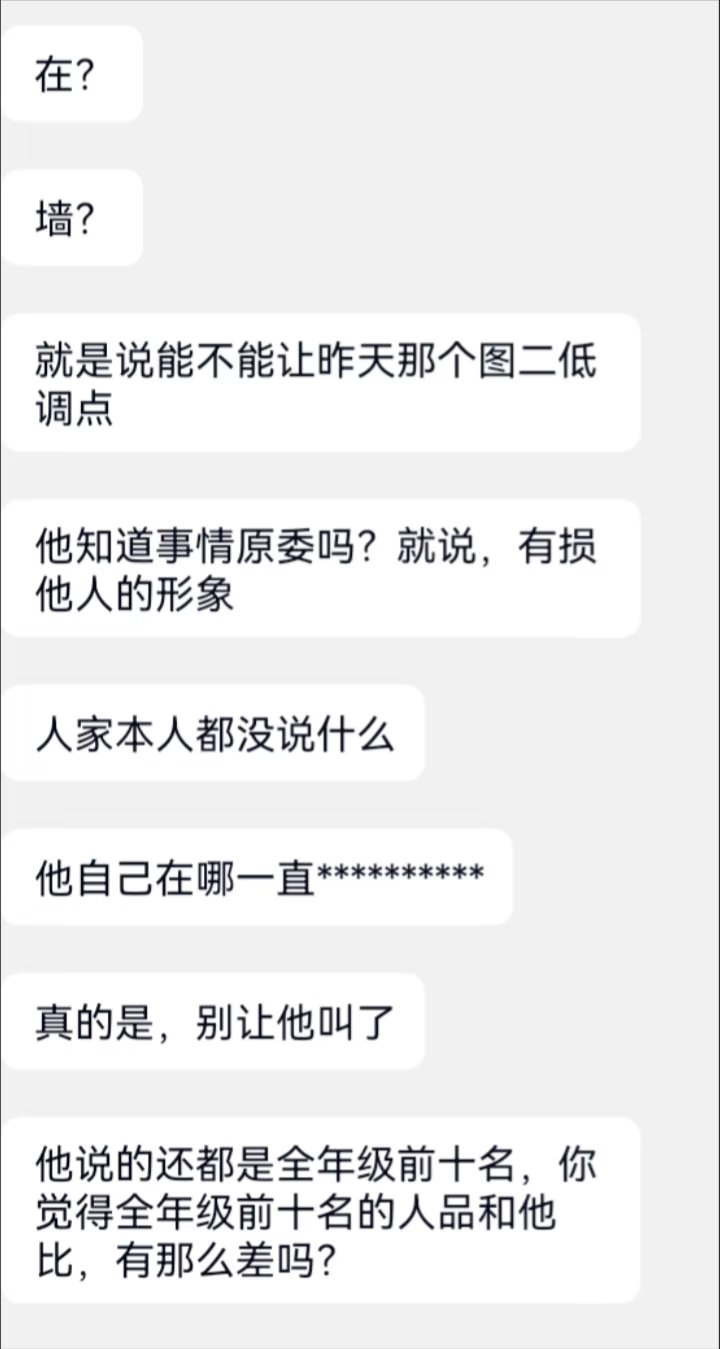 在？
墙？
就是说能不能让昨天那个图二低
调点
他知道事情原委吗？就说，有损
他人的形象
人家本人都没说什么
他自己在哪一直**********
真的是，别让他叫了
他说的还都是全年级前十名，你
觉得全年级前十名的人品和他
比，有那么差吗？